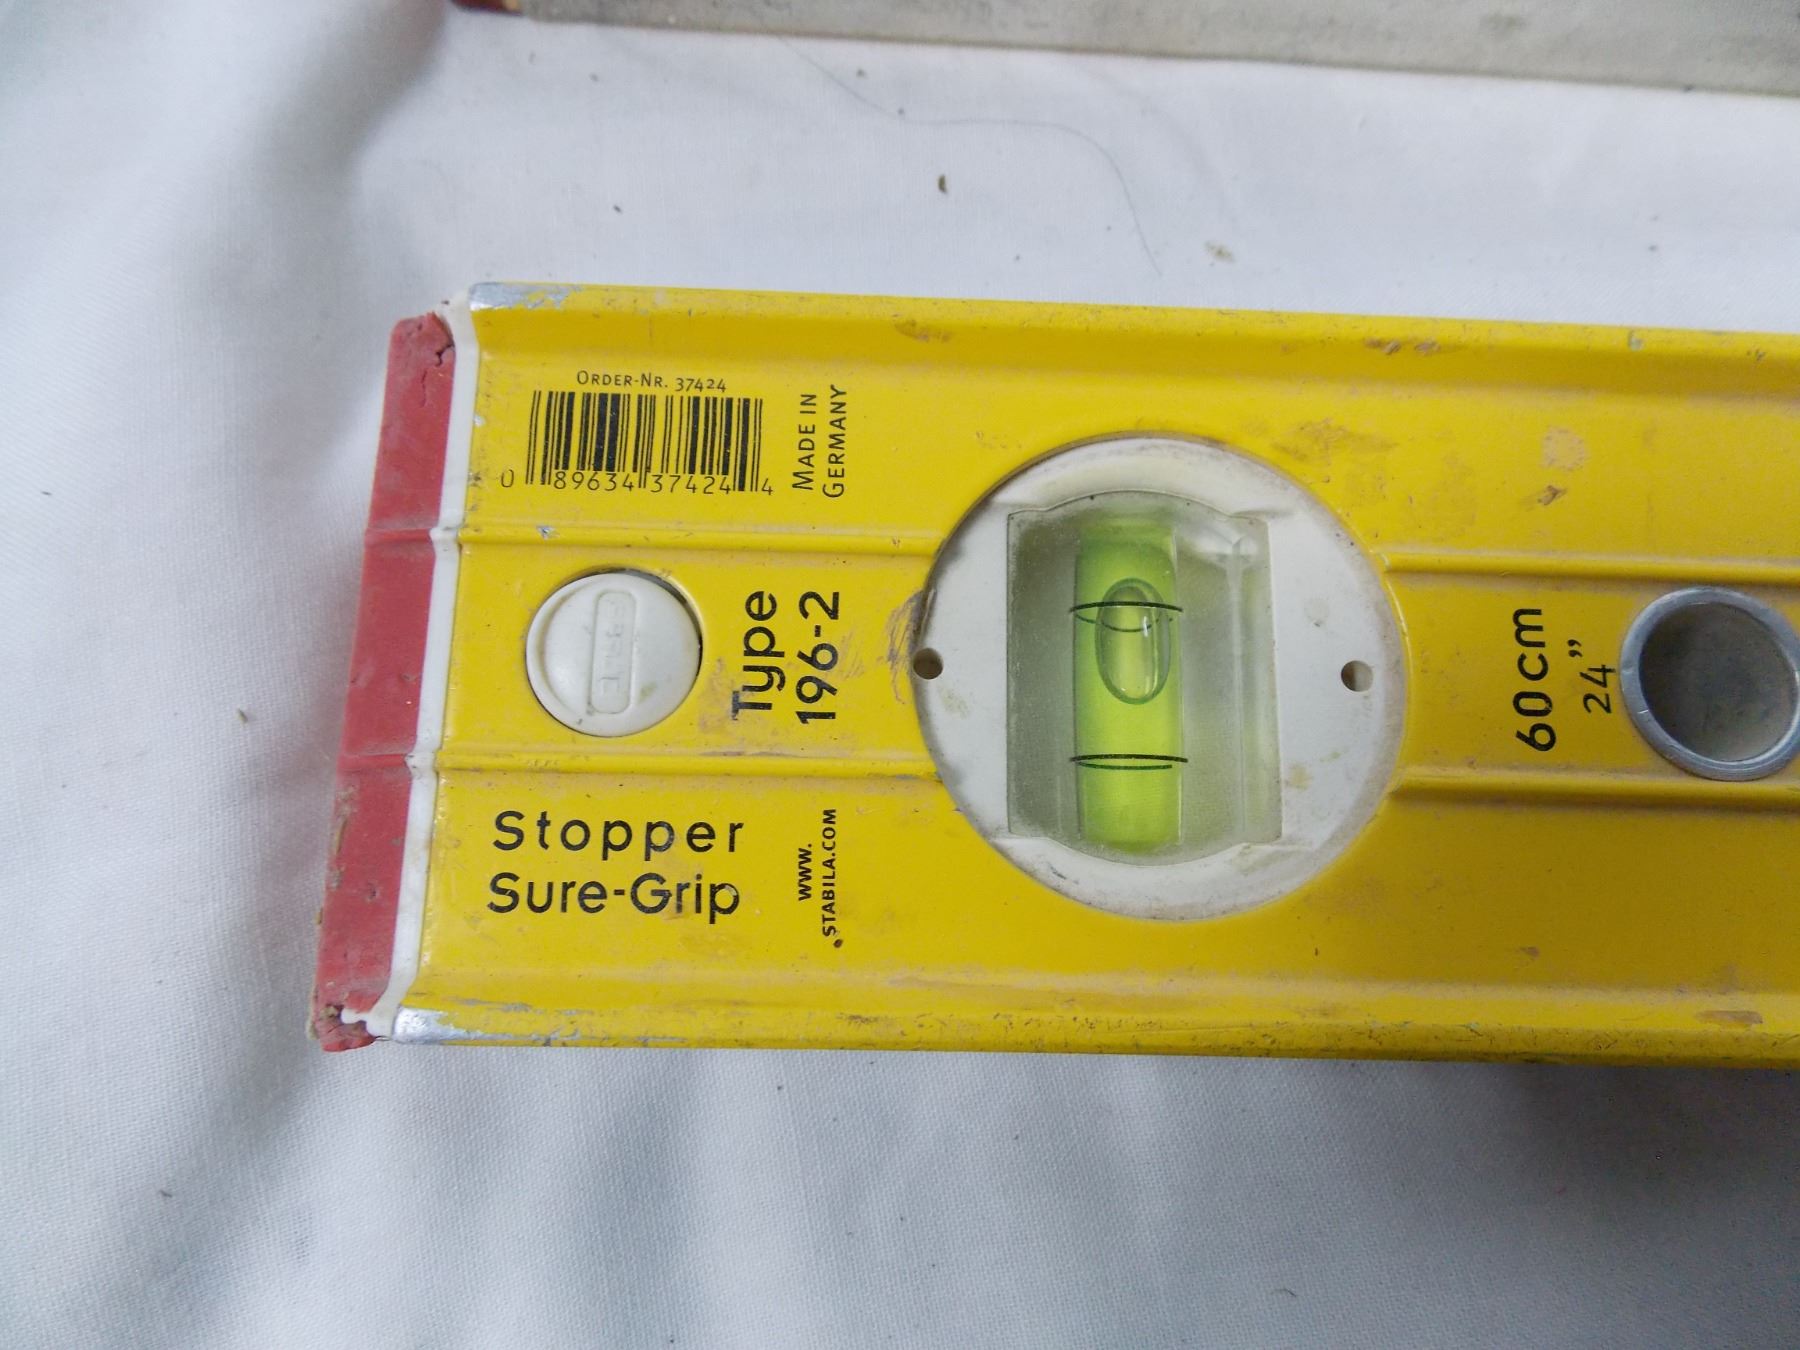 ORDER-NR. 37424
0 89634 37424 4
MADE IN
GERMANY
Type
196-2
Stopper
Sure-Grip
WWW.
STABILA.COM
60cm
24"